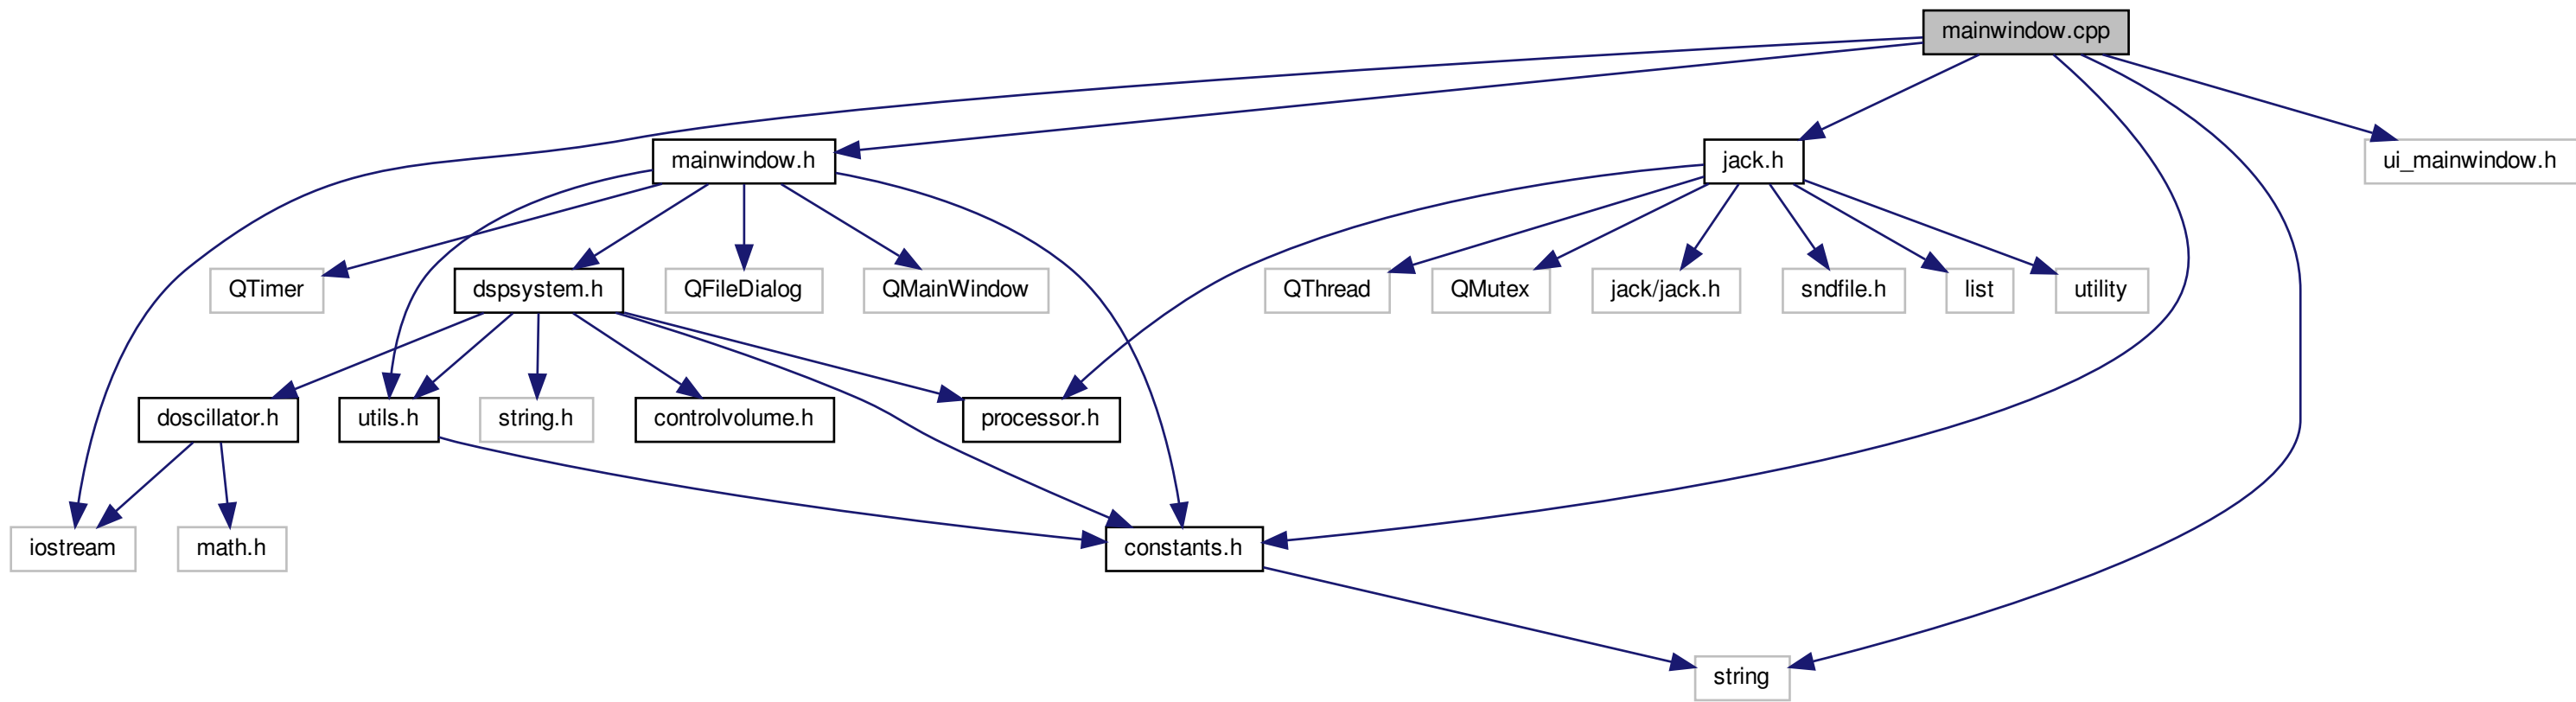 mainwindow.cpp
mainwindow.h
jack.h
ui_mainwindow.h
QTimer
dspsystem.h
QFileDialog
QMainWindow
QThread
QMutex
jack/jack.h
sndfile.h
list
utility
doscillator.h
utils.h
string.h
controlvolume.h
processor.h
iostream
math.h
constants.h
string